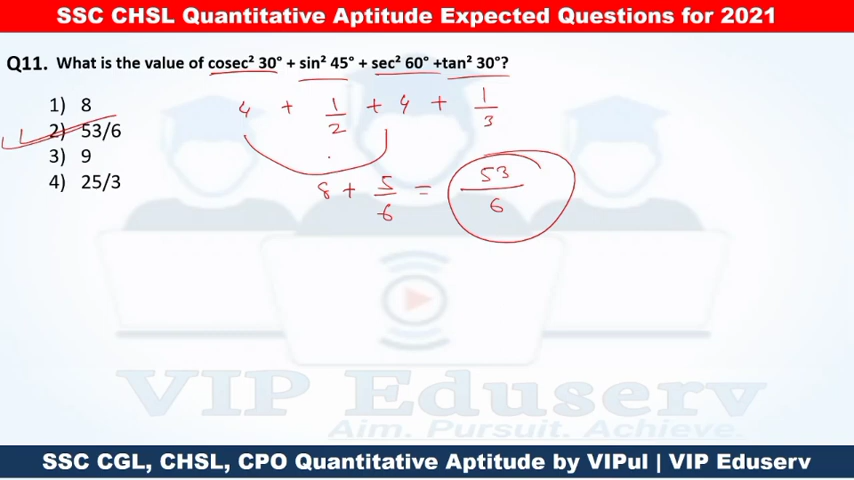 SSC CHSL Quantitative Aptitude Expected Questions for 2021
Q11. What is the value of cosec² 30° + sin² 45° + sec² 60° +tan² 30°?
1) 8
2) 53/6
3) 9
4) 25/3
4 + 1/2 + 4 + 1/3
8 + 5/6 = 53/6
VIP Eduserv
Aim. Pursuit. Achieve.
SSC CGL, CHSL, CPO Quantitative Aptitude by VIPul | VIP Eduserv